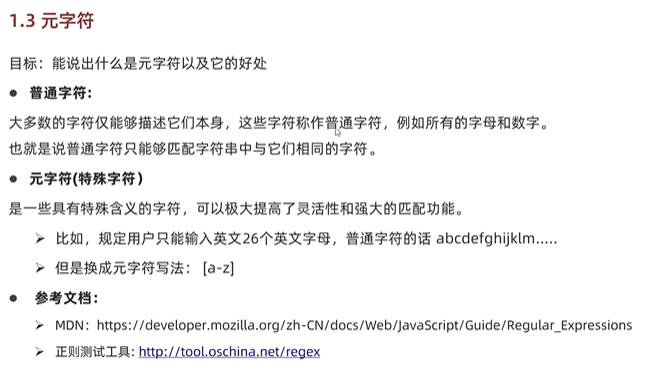 1.3 元字符
目标：能说出什么是元字符以及它的好处
● 普通字符:
大多数的字符仅能够描述它们本身，这些字符称作普通字符，例如所有的字母和数字。
也就是说普通字符只能够匹配字符串中与它们相同的字符。
● 元字符(特殊字符）
是一些具有特殊含义的字符，可以极大提高了灵活性和强大的匹配功能。
➢ 比如，规定用户只能输入英文26个英文字母，普通字符的话 abcdefghijklm.....
➢ 但是换成元字符写法： [a-z]
● 参考文档：
➢ MDN：https://developer.mozilla.org/zh-CN/docs/Web/JavaScript/Guide/Regular_Expressions
➢ 正则测试工具: http://tool.oschina.net/regex